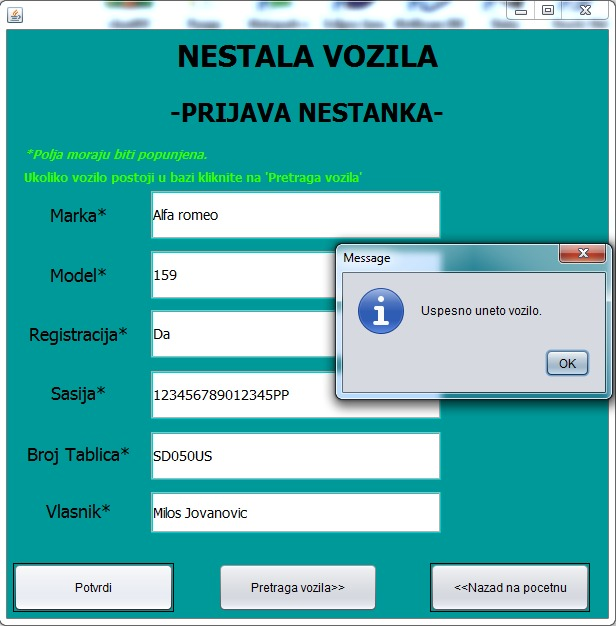 NESTALA VOZILA
-PRIJAVA NESTANKA-
*Polja moraju biti popunjena.
Ukoliko vozilo postoji u bazi kliknite na 'Pretraga vozila'
Marka*
Alfa romeo
Model*
159
Registracija*
Da
Sasija*
123456789012345PP
Broj Tablica*
SD050US
Vlasnik*
Milos Jovanovic
Message
Uspesno uneto vozilo.
OK
Potvrdi
Pretraga vozila>>
<<Nazad na pocetnu